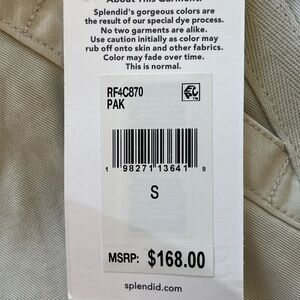 About This Garment:
Splendid's gorgeous colors are
the result of our special dye process.
No two garments are alike.
Use caution initially as color may
rub off onto skin and other fabrics.
Color may fade over time.
This is normal.
RF4C870
PAK
1 98271 13641 9
S
MSRP: $168.00
splendid.com